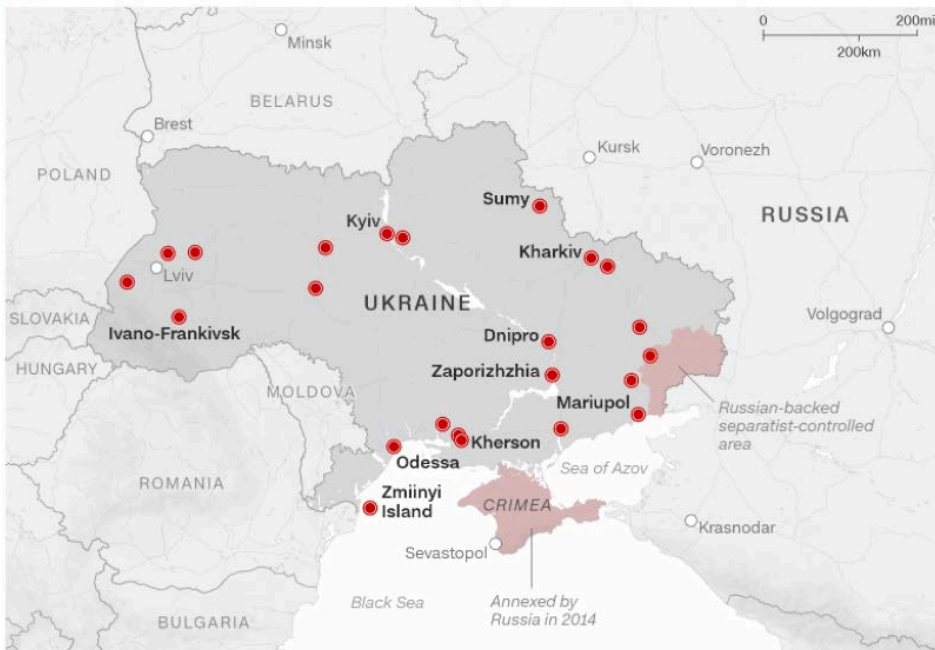 0
200mi
200km
Minsk
BELARUS
Brest
Kursk
Voronezh
POLAND
Sumy
RUSSIA
Kyiv
Kharkiv
Lviv
UKRAINE
Volgograd
SLOVAKIA
Ivano-Frankivsk
Dnipro
HUNGARY
Zaporizhzhia
MOLDOVA
Mariupol
Russian-backed
separatist-controlled
area
Kherson
Odessa
Sea of Azov
ROMANIA
Zmiinyi
Island
CRIMEA
Krasnodar
Sevastopol
Black Sea
Annexed by
Russia in 2014
BULGARIA